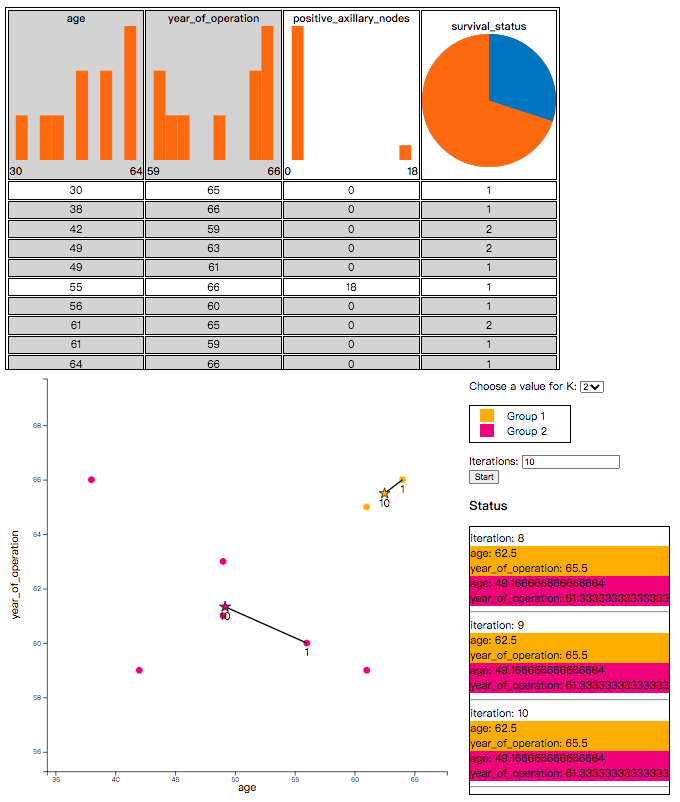 age year_of_operation positive_axillary_nodes survival_status
30 64 59 66 0 18
30 65 0 1
38 66 0 1
42 59 0 2
49 63 0 2
49 61 0 1
55 66 18 1
56 60 0 1
61 65 0 2
61 59 0 1
64 66 0 1
Choose a value for K: 2
Group 1
Group 2
Iterations: 10
Start
Status
iteration: 8
age: 62.5
year_of_operation: 65.5
age: 49.166666666666664
year_of_operation: 61.33333333333333
iteration: 9
age: 62.5
year_of_operation: 65.5
age: 49.166666666666664
year_of_operation: 61.33333333333333
iteration: 10
age: 62.5
year_of_operation: 65.5
age: 49.166666666666664
year_of_operation: 61.33333333333333
year_of_operation
68
66
64
62
60
58
56
1
10
10
1
35 40 45 50 55 60 65
age